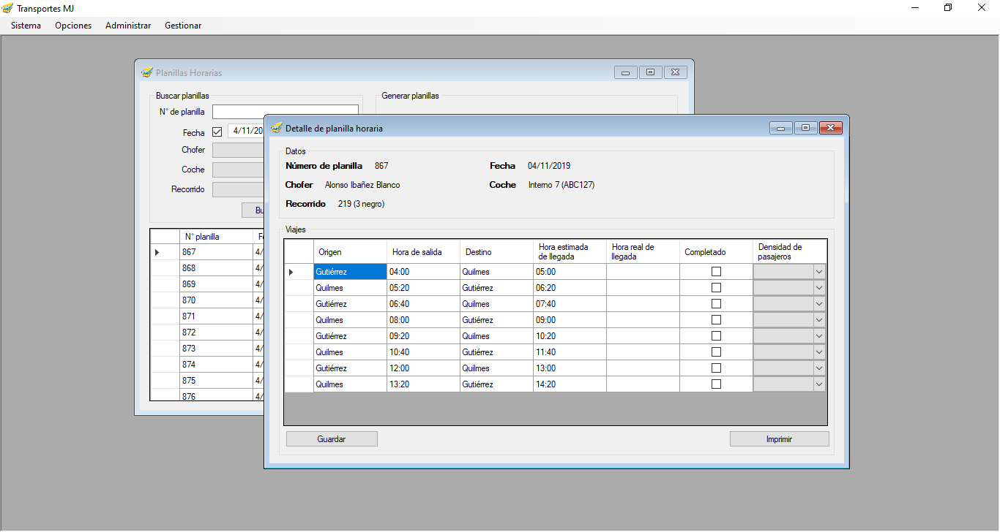 Transportes MJ
Sistema Opciones Administrar Gestionar
Planillas Horarias
Buscar planillas
N° de planilla
Fecha 4/11/20
Chofer
Coche
Recorrido
Bu
N° planilla F
867 4/
868 4/
869 4/
870 4/
871 4/
872 4/
873 4/
874 4/
875 4/
876 4/
Generar planillas
Detalle de planilla horaria
Datos
Número de planilla 867 Fecha 04/11/2019
Chofer Alonso Ibañez Blanco Coche Interno 7 (ABC127)
Recorrido 219 (3 negro)
Viajes
Origen Hora de salida Destino Hora estimada de llegada Hora real de llegada Completado Densidad de pasajeros
Gutiérrez 04:00 Quilmes 05:00
Quilmes 05:20 Gutiérrez 06:20
Gutiérrez 06:40 Quilmes 07:40
Quilmes 08:00 Gutiérrez 09:00
Gutiérrez 09:20 Quilmes 10:20
Quilmes 10:40 Gutiérrez 11:40
Gutiérrez 12:00 Quilmes 13:00
Quilmes 13:20 Gutiérrez 14:20
Guardar Imprimir